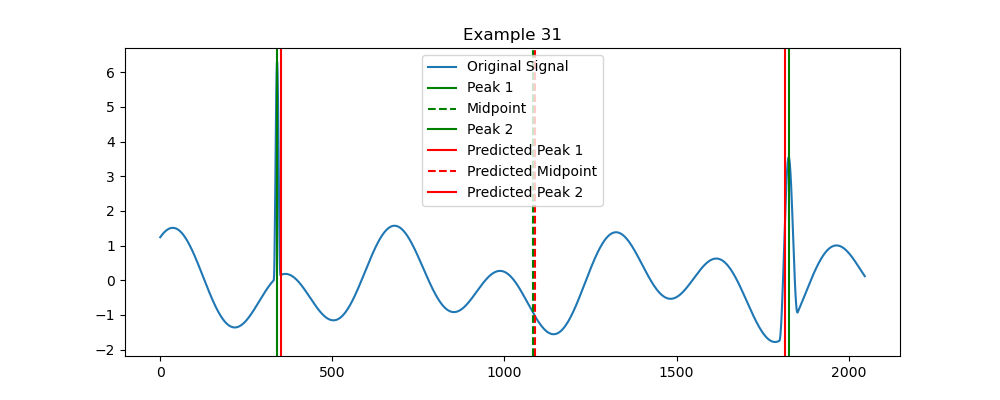 Example 31
Original Signal
Peak 1
Midpoint
Peak 2
Predicted Peak 1
Predicted Midpoint
Predicted Peak 2
6
5
4
3
2
1
0
−1
−2
0
500
1000
1500
2000